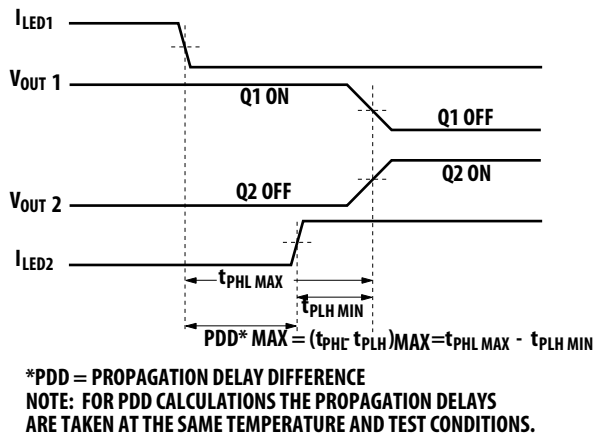 ILED1
VOUT 1
Q1 ON
Q1 OFF
Q2 OFF
Q2 ON
VOUT 2
ILED2
tPHL MAX
tPLH MIN
PDD* MAX = (tPHL- tPLH)MAX=tPHL MAX - tPLH MIN
*PDD = PROPAGATION DELAY DIFFERENCE
NOTE: FOR PDD CALCULATIONS THE PROPAGATION DELAYS
ARE TAKEN AT THE SAME TEMPERATURE AND TEST CONDITIONS.